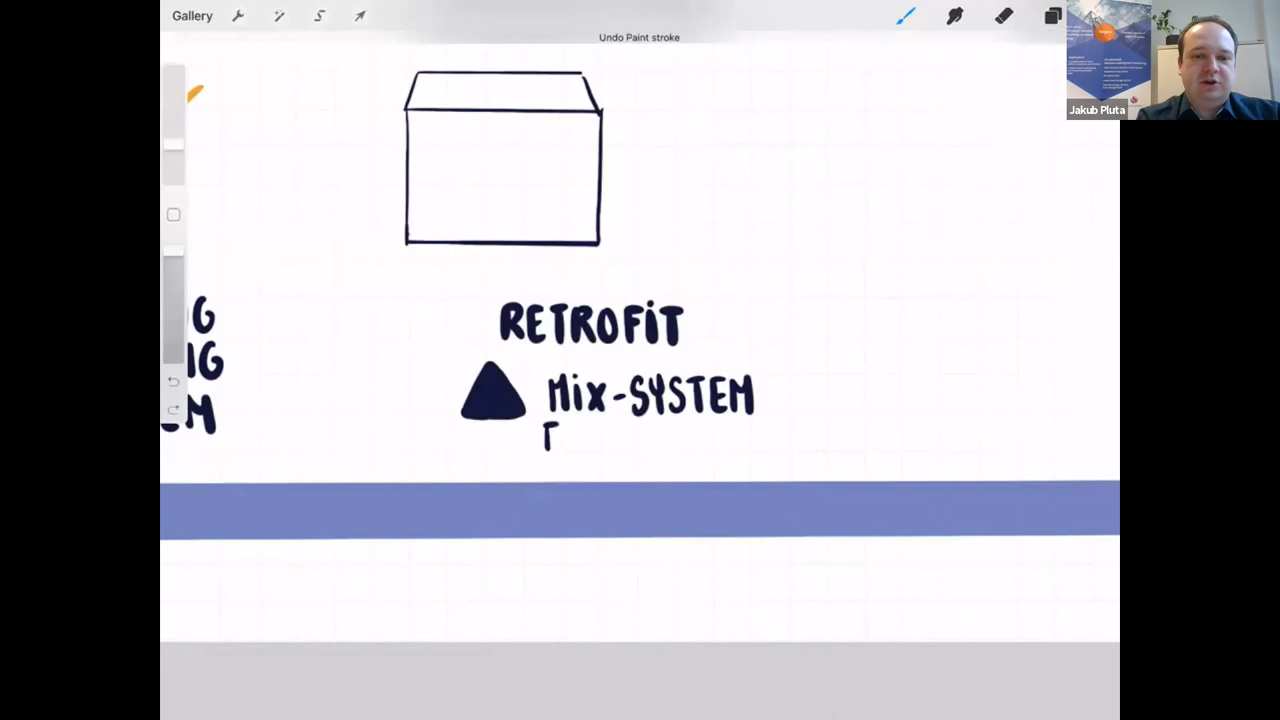 Gallery
Undo Paint stroke
Jakub Pluta
RETROFiT
Mix-SYSTEM
G
G
M